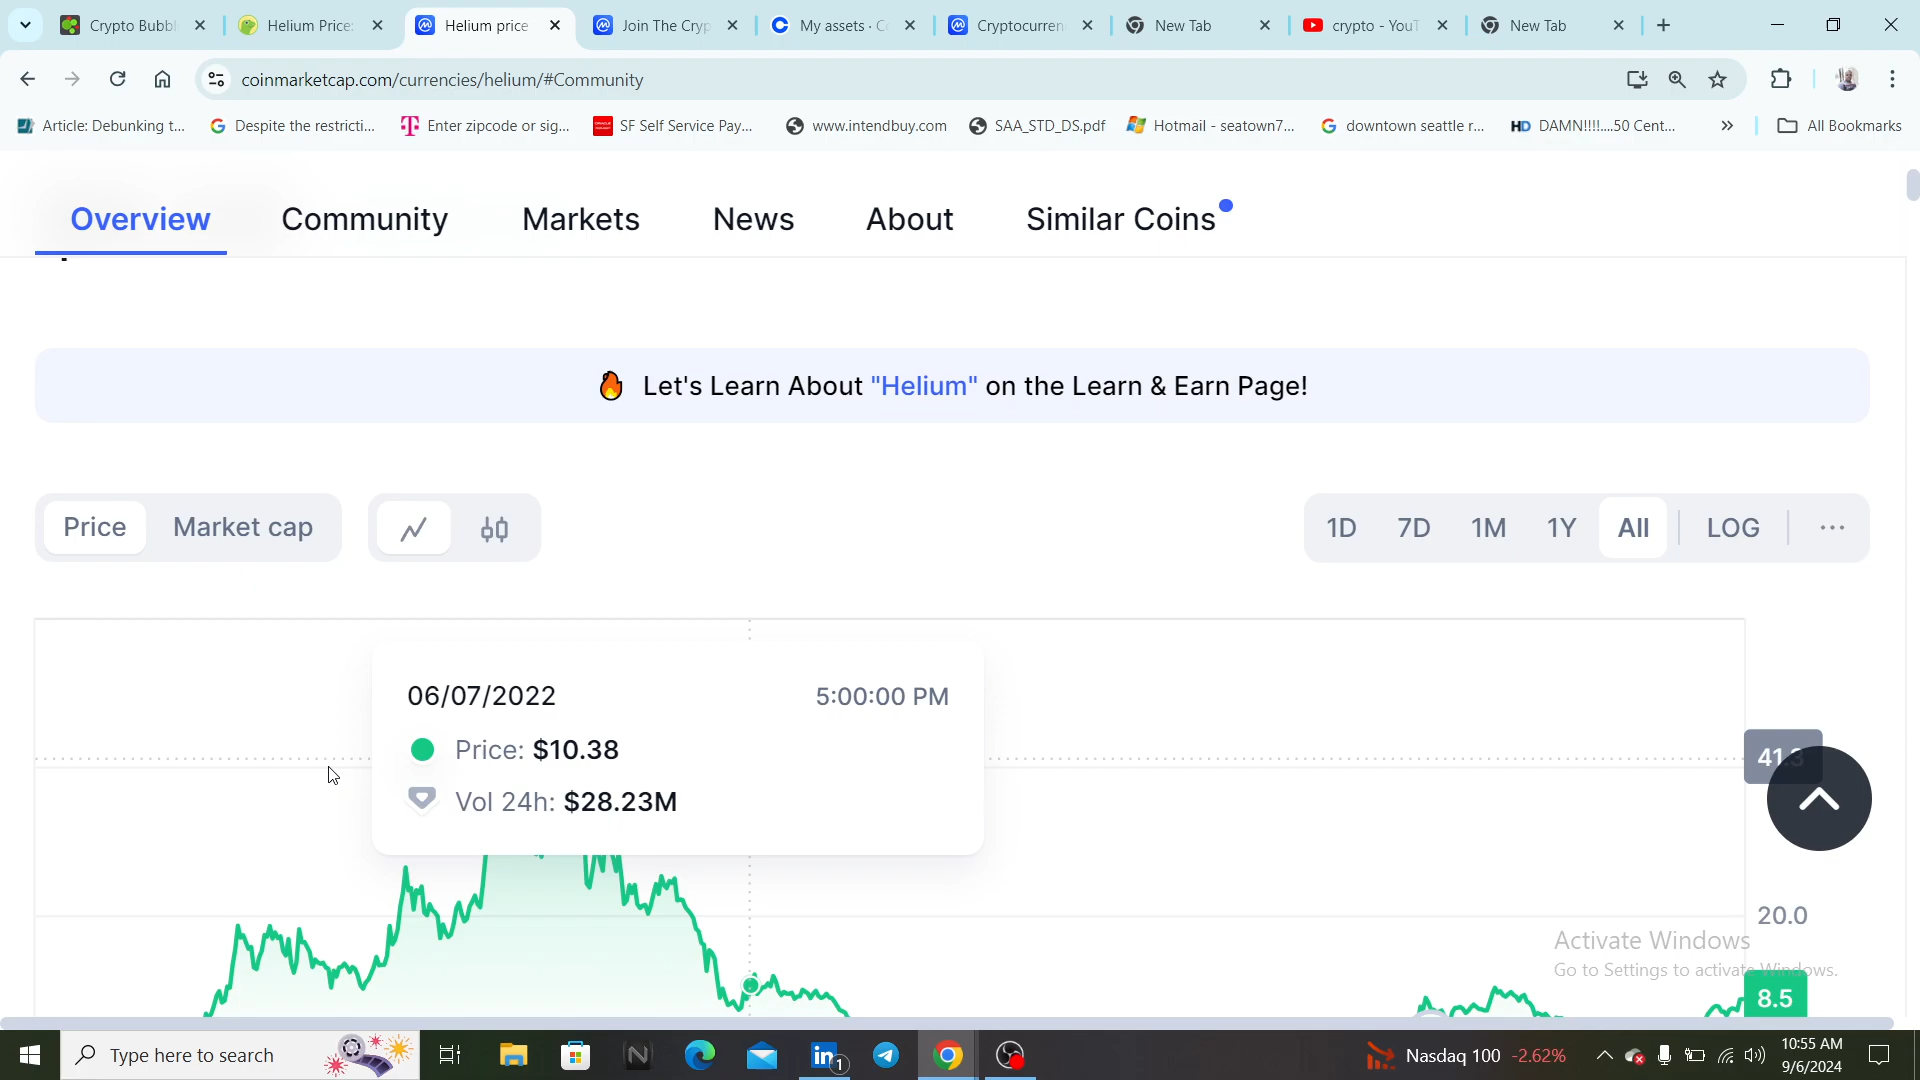 Crypto Bubbl
Helium Price:
Helium price
Join The Cryp
My assets · C
Cryptocurren
New Tab
crypto - YouT
New Tab
coinmarketcap.com/currencies/helium/#Community
Article: Debunking t...
Despite the restricti...
Enter zipcode or sig...
SF Self Service Pay...
www.intendbuy.com
SAA_STD_DS.pdf
Hotmail - seatown7...
downtown seattle r...
HD
DAMN!!!!....50 Cent...
All Bookmarks
Overview
Community
Markets
News
About
Similar Coins
Let's Learn About "Helium" on the Learn & Earn Page!
Price
Market cap
1D
7D
1M
1Y
All
LOG
06/07/2022
5:00:00 PM
Price: $10.38
Vol 24h: $28.23M
41.3
20.0
Activate Windows
Go to Settings to activate Windows.
8.5
Type here to search
1
Nasdaq 100 -2.62%
10:55 AM
9/6/2024